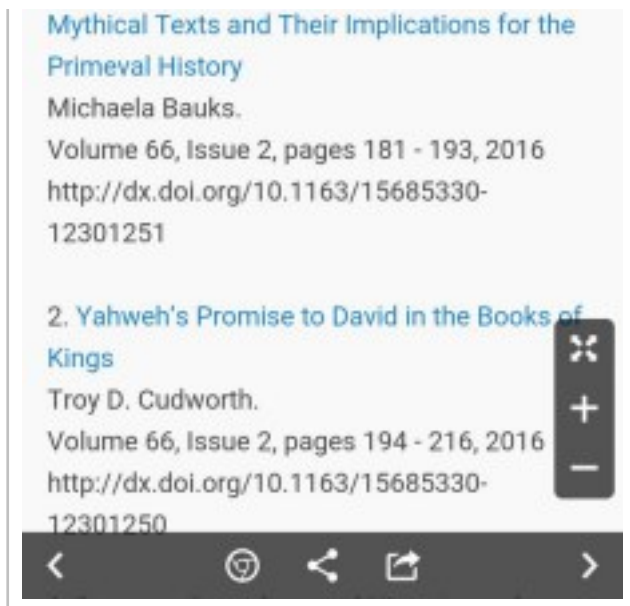 Mythical Texts and Their Implications for the
Primeval History
Michaela Bauks.
Volume 66, Issue 2, pages 181 - 193, 2016
http://dx.doi.org/10.1163/15685330-
12301251
2. Yahweh's Promise to David in the Books of
Kings
Troy D. Cudworth.
Volume 66, Issue 2, pages 194 - 216, 2016
http://dx.doi.org/10.1163/15685330-
12301250